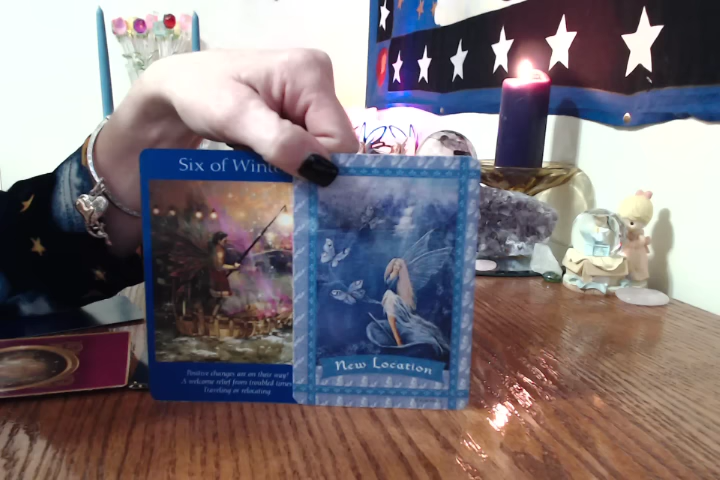 Six of Wint
Positive changes are on their way!
A welcome relief from troubled times
Traveling or relocating
New Location